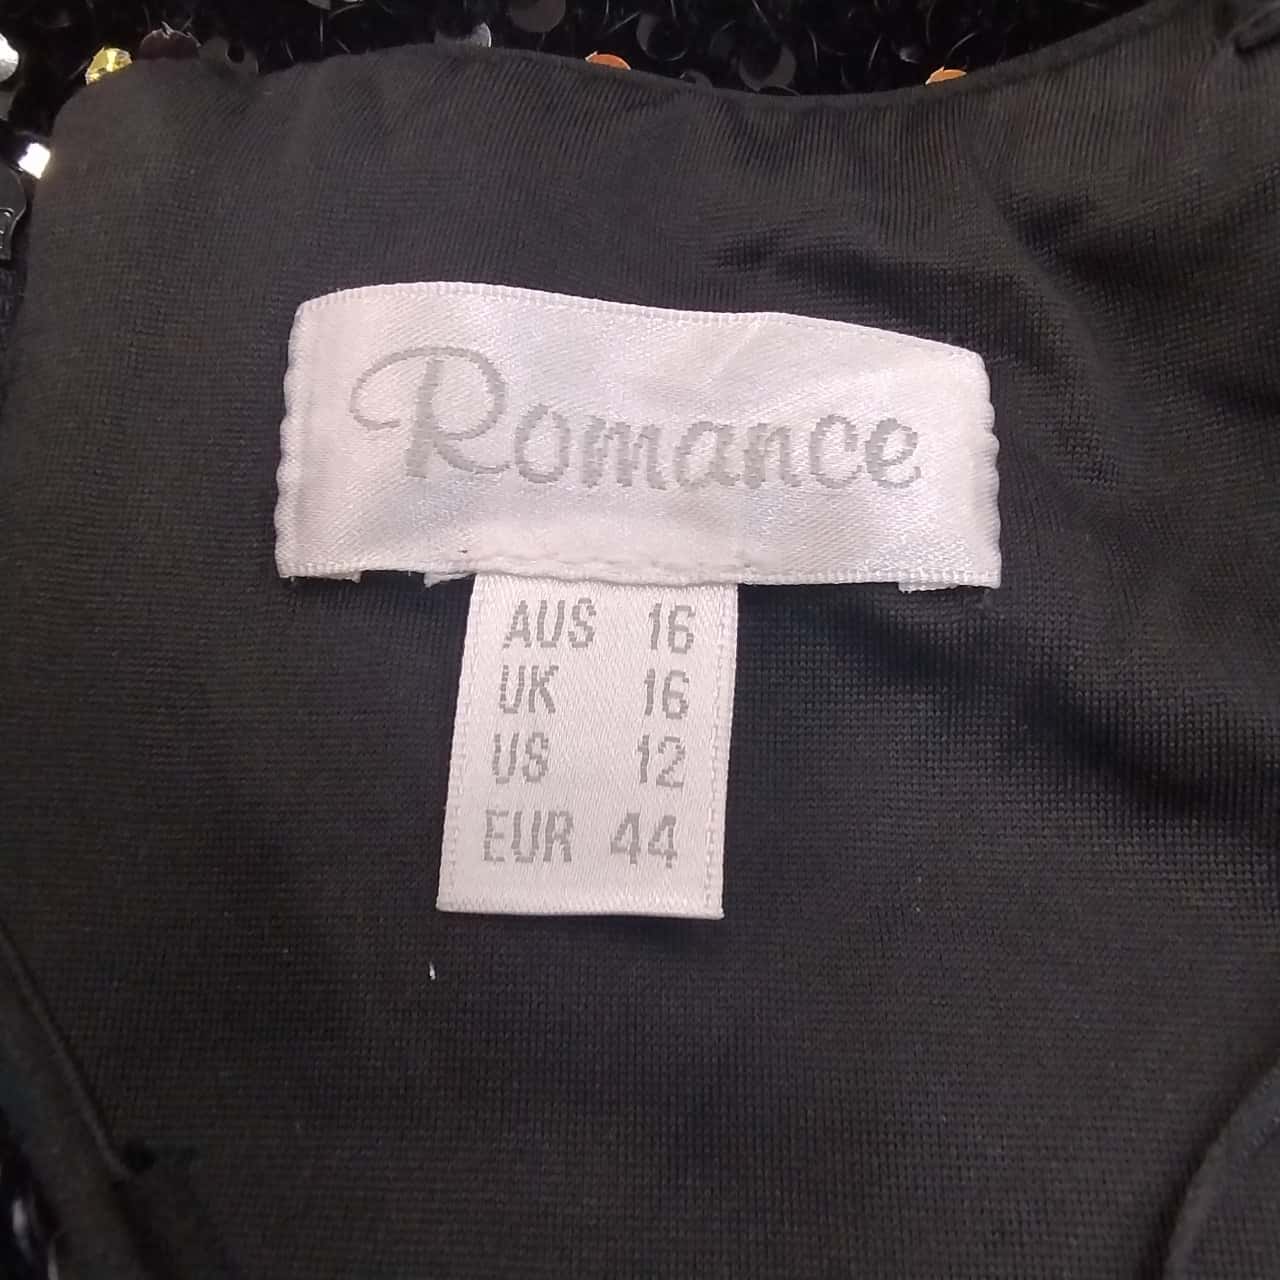 Romance
AUS 16
UK 16
US 12
EUR 44